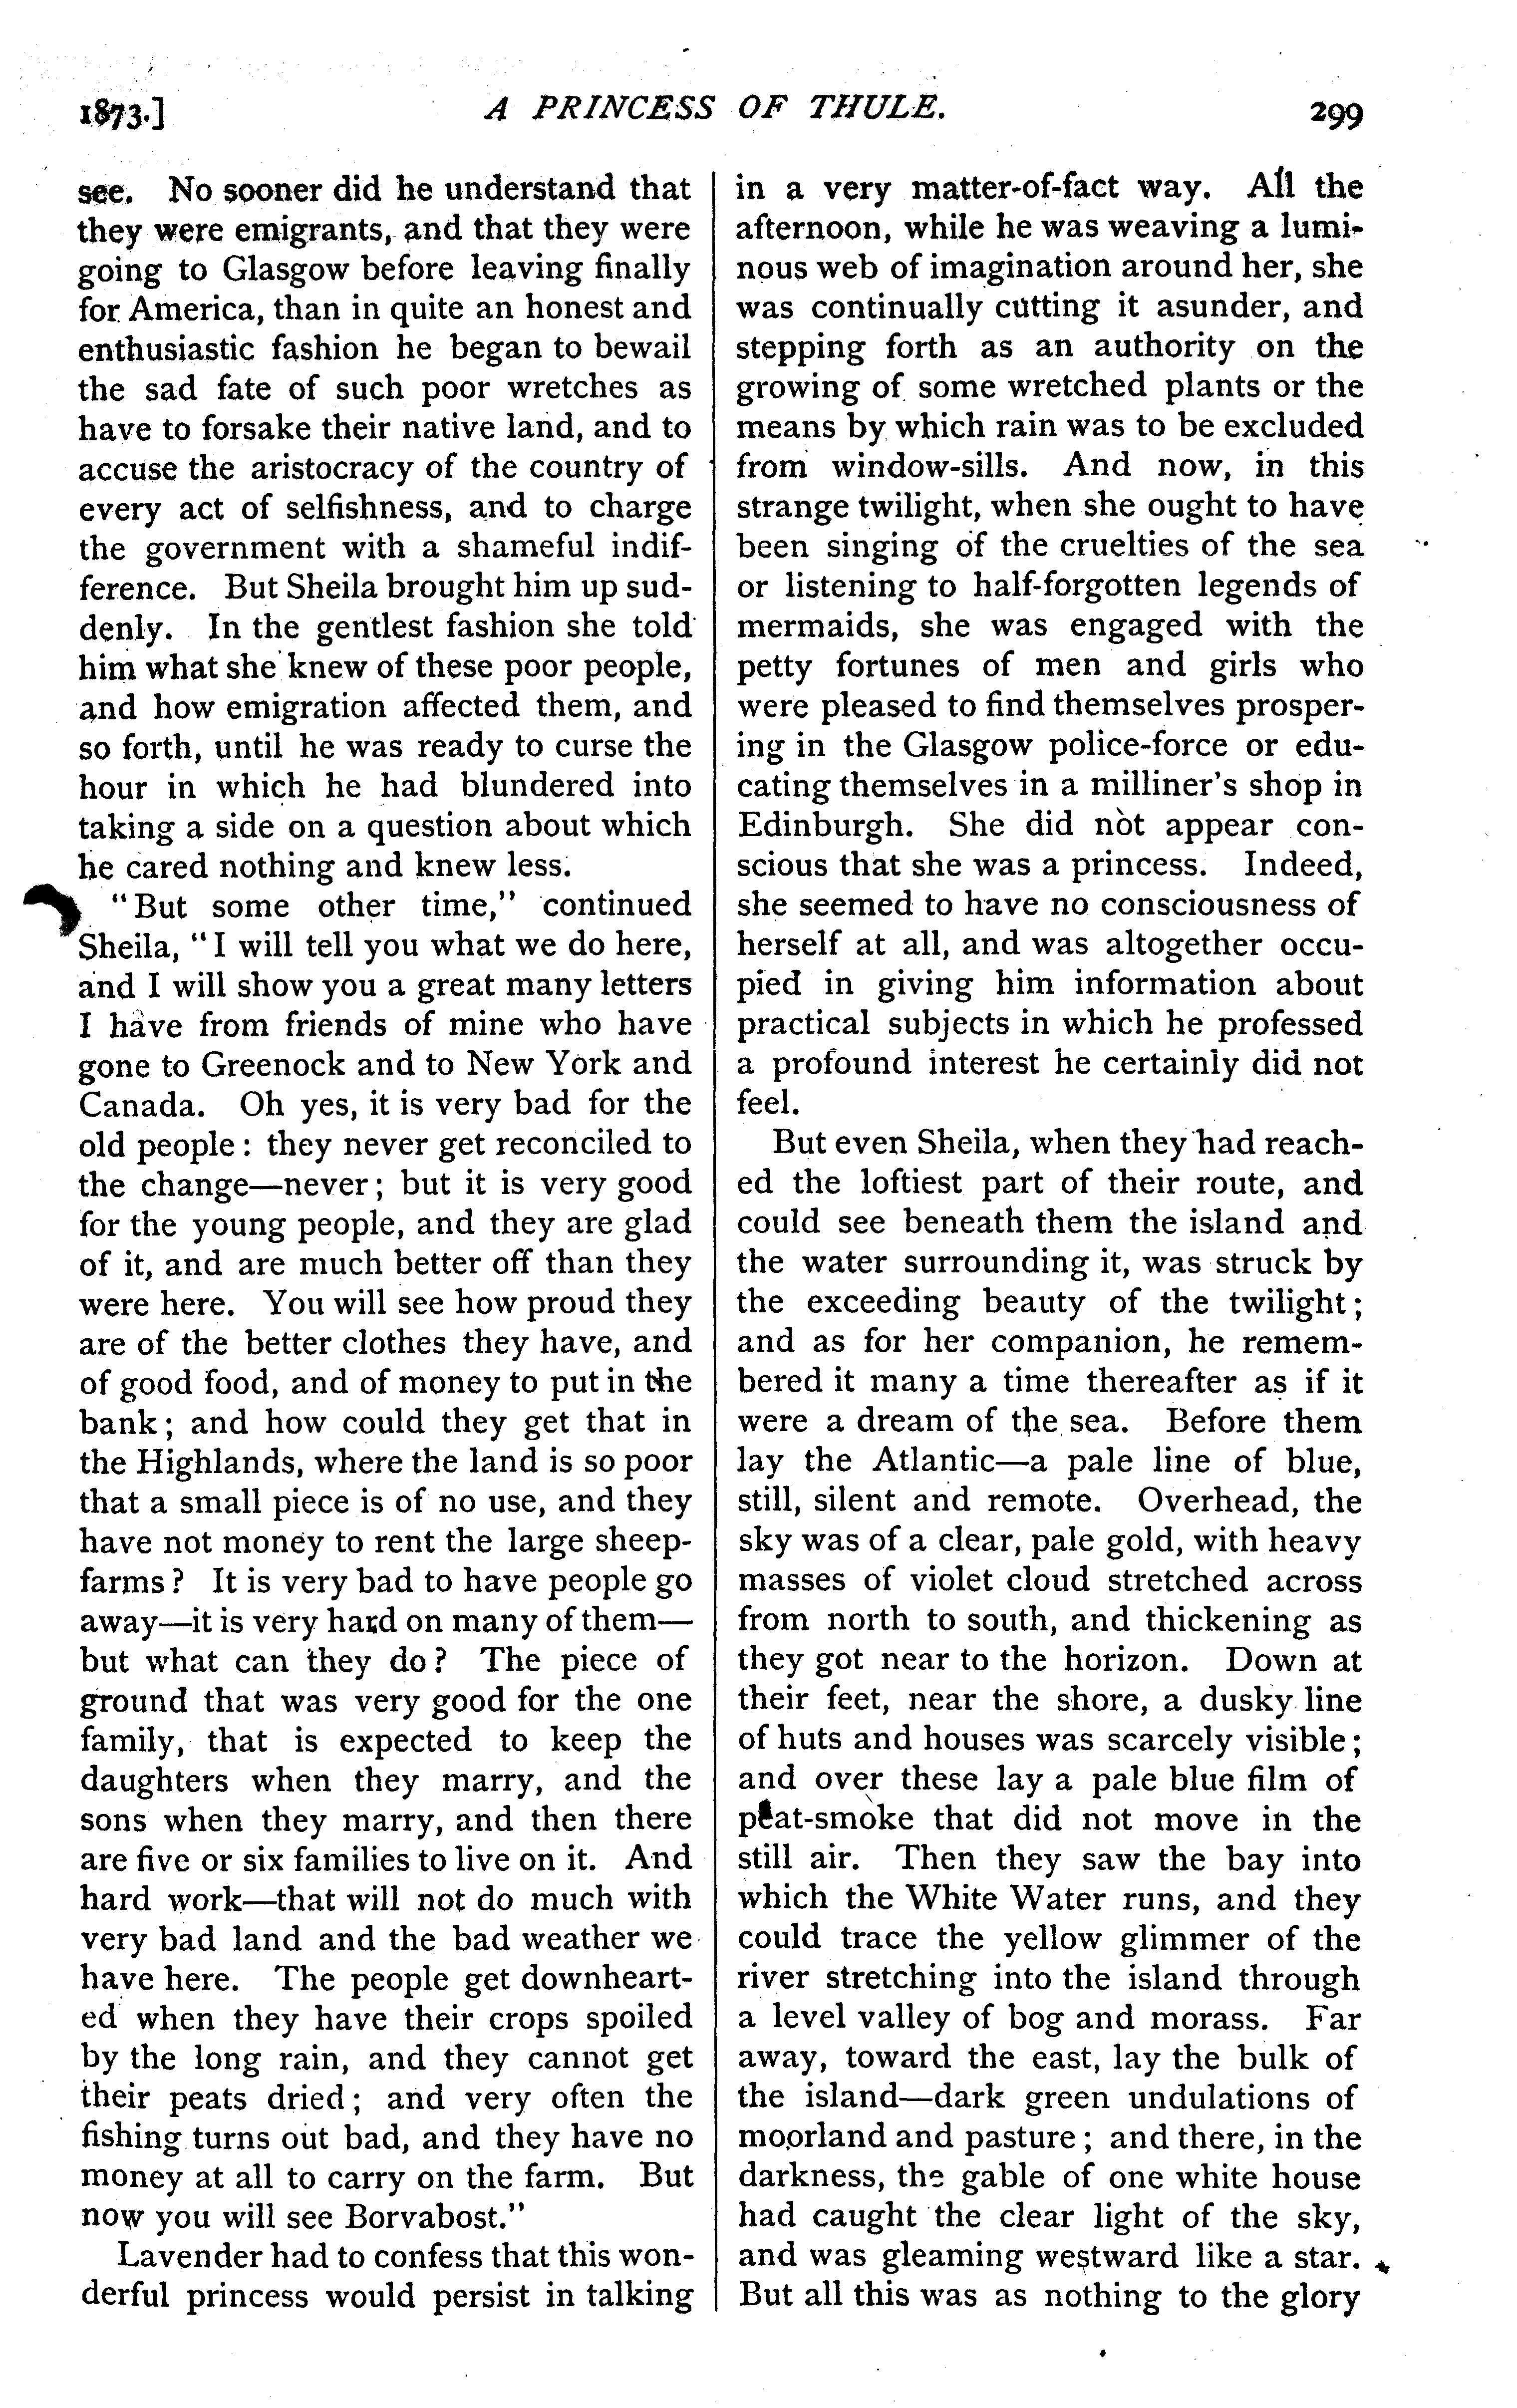 1873.] A PRINCESS OF THULE. 299
see. No sooner did he understand that
they were emigrants, and that they were
going to Glasgow before leaving finally
for America, than in quite an honest and
enthusiastic fashion he began to bewail
the sad fate of such poor wretches as
have to forsake their native land, and to
accuse the aristocracy of the country of
every act of selfishness, and to charge
the government with a shameful indif-
ference. But Sheila brought him up sud-
denly. In the gentlest fashion she told
him what she knew of these poor people,
and how emigration affected them, and
so forth, until he was ready to curse the
hour in which he had blundered into
taking a side on a question about which
he cared nothing and knew less.
"But some other time," continued
Sheila, "I will tell you what we do here,
and I will show you a great many letters
I have from friends of mine who have
gone to Greenock and to New York and
Canada. Oh yes, it is very bad for the
old people: they never get reconciled to
the change—never; but it is very good
for the young people, and they are glad
of it, and are much better off than they
were here. You will see how proud they
are of the better clothes they have, and
of good food, and of money to put in the
bank; and how could they get that in
the Highlands, where the land is so poor
that a small piece is of no use, and they
have not money to rent the large sheep-
farms? It is very bad to have people go
away—it is very hard on many of them—
but what can they do? The piece of
ground that was very good for the one
family, that is expected to keep the
daughters when they marry, and the
sons when they marry, and then there
are five or six families to live on it. And
hard work—that will not do much with
very bad land and the bad weather we
have here. The people get downheart-
ed when they have their crops spoiled
by the long rain, and they cannot get
their peats dried; and very often the
fishing turns out bad, and they have no
money at all to carry on the farm. But
now you will see Borvabost."
Lavender had to confess that this won-
derful princess would persist in talking
in a very matter-of-fact way. All the
afternoon, while he was weaving a lumi-
nous web of imagination around her, she
was continually cutting it asunder, and
stepping forth as an authority on the
growing of some wretched plants or the
means by which rain was to be excluded
from window-sills. And now, in this
strange twilight, when she ought to have
been singing of the cruelties of the sea
or listening to half-forgotten legends of
mermaids, she was engaged with the
petty fortunes of men and girls who
were pleased to find themselves prosper-
ing in the Glasgow police-force or edu-
cating themselves in a milliner's shop in
Edinburgh. She did not appear con-
scious that she was a princess. Indeed,
she seemed to have no consciousness of
herself at all, and was altogether occu-
pied in giving him information about
practical subjects in which he professed
a profound interest he certainly did not
feel.
But even Sheila, when they had reach-
ed the loftiest part of their route, and
could see beneath them the island and
the water surrounding it, was struck by
the exceeding beauty of the twilight;
and as for her companion, he remem-
bered it many a time thereafter as if it
were a dream of the sea. Before them
lay the Atlantic—a pale line of blue,
still, silent and remote. Overhead, the
sky was of a clear, pale gold, with heavy
masses of violet cloud stretched across
from north to south, and thickening as
they got near to the horizon. Down at
their feet, near the shore, a dusky line
of huts and houses was scarcely visible;
and over these lay a pale blue film of
peat-smoke that did not move in the
still air. Then they saw the bay into
which the White Water runs, and they
could trace the yellow glimmer of the
river stretching into the island through
a level valley of bog and morass. Far
away, toward the east, lay the bulk of
the island—dark green undulations of
moorland and pasture; and there, in the
darkness, the gable of one white house
had caught the clear light of the sky,
and was gleaming westward like a star.
But all this was as nothing to the glory